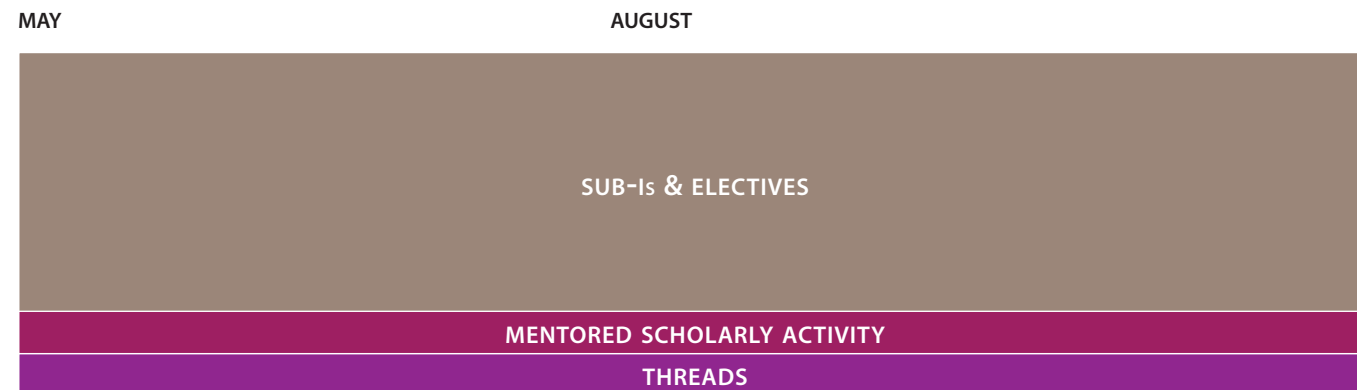 MAY AUGUST
SUB-Is & ELECTIVES
MENTORED SCHOLARLY ACTIVITY
THREADS